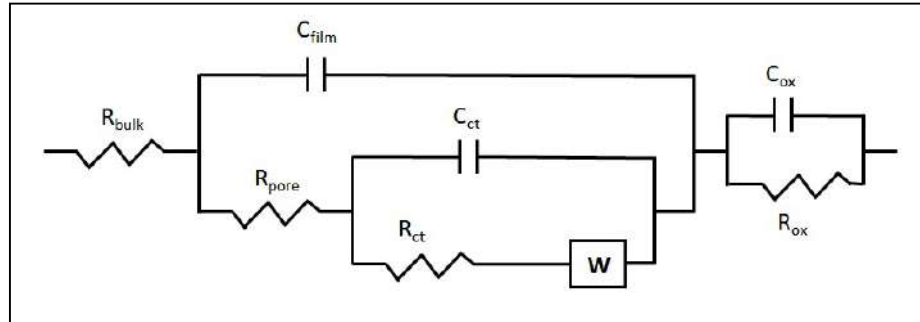 C_film
C_ox
R_bulk
C_ct
R_pore
R_ct
W
R_ox